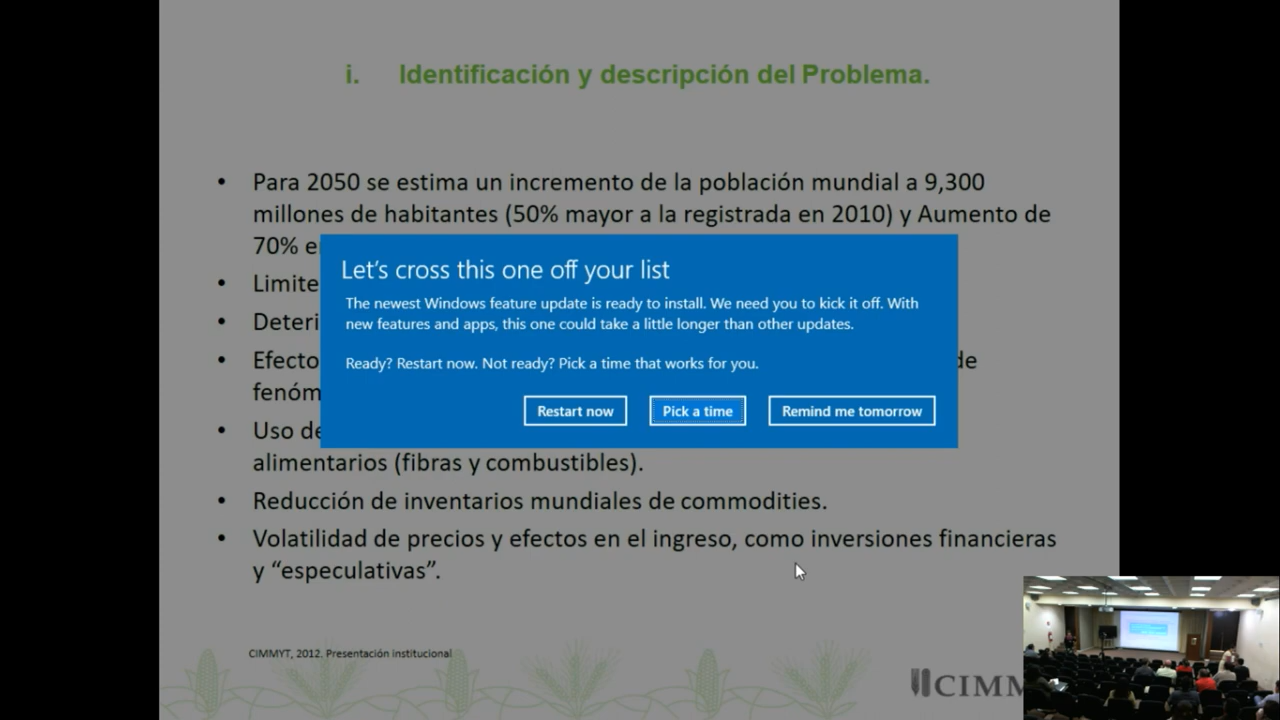 i. Identificación y descripción del Problema.
• Para 2050 se estima un incremento de la población mundial a 9,300
millones de habitantes (50% mayor a la registrada en 2010) y Aumento de
70%
• Limite
• Deteri
• Efecto
de
fenóm
• Uso de
alimentarios (fibras y combustibles).
• Reducción de inventarios mundiales de commodities.
• Volatilidad de precios y efectos en el ingreso, como inversiones financieras
y “especulativas”.
Let’s cross this one off your list
The newest Windows feature update is ready to install. We need you to kick it off. With
new features and apps, this one could take a little longer than other updates.
Ready? Restart now. Not ready? Pick a time that works for you.
Restart now Pick a time Remind me tomorrow
CIMMYT, 2012. Presentación institucional
CIMM